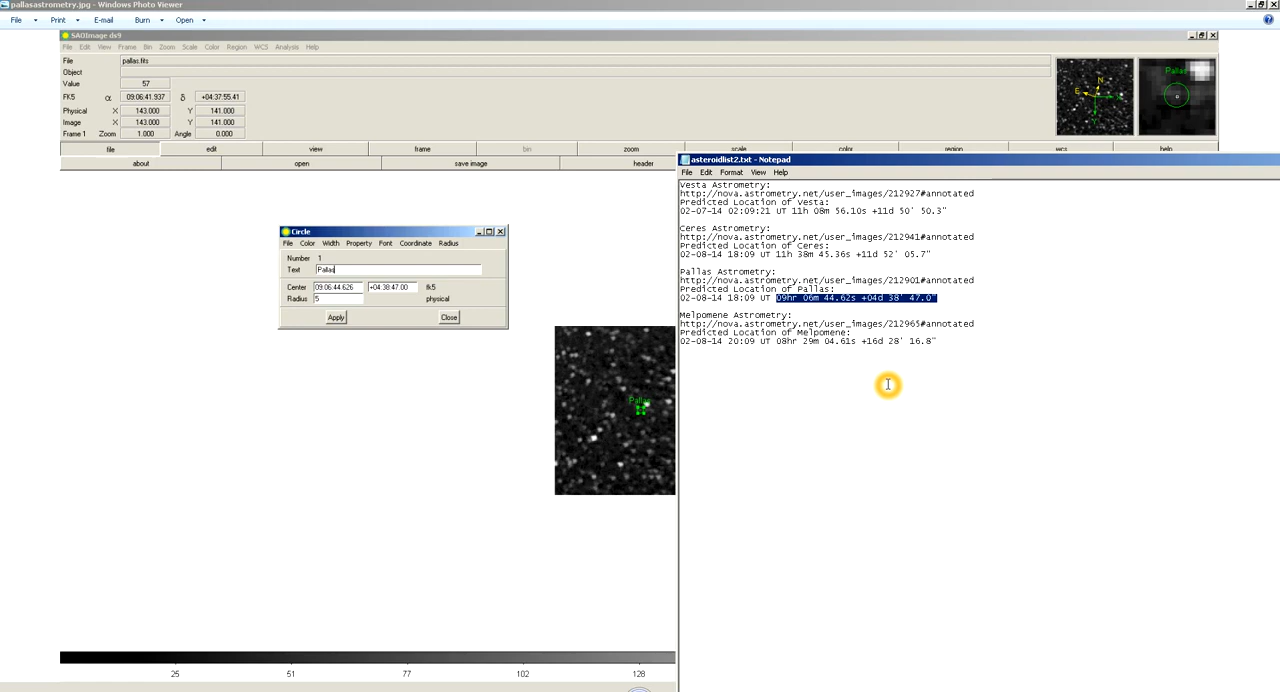 pallasastrometry.jpg - Windows Photo Viewer
File Print E-mail Burn Open
SAOImage ds9
File Edit View Frame Bin Zoom Scale Color Region WCS Analysis Help
File pallas.fits
Object
Value 57
FK5 α 09:06:41.937 δ +04:37:55.41
Physical X 143.000 Y 141.000
Image X 143.000 Y 141.000
Frame 1 Zoom 1.000 Angle 0.000
N
E
X
Y
Pallas
file edit view frame bin zoom scale color region wcs help
about open save image header
Circle
File Color Width Property Font Coordinate Radius
Number 1
Text Pallas
Center 09:06:44.626 +04:38:47.00 fk5
Radius 5 physical
Apply Close
Pallas
25 51 77 102 128
asteroidlist2.txt - Notepad
File Edit Format View Help
Vesta Astrometry:
http://nova.astrometry.net/user_images/212927#annotated
Predicted Location of Vesta:
02-07-14 02:09:21 UT 11h 08m 56.10s +11d 50' 50.3"
Ceres Astrometry:
http://nova.astrometry.net/user_images/212941#annotated
Predicted Location of Ceres:
02-08-14 18:09 UT 11h 38m 45.36s +11d 52' 05.7"
Pallas Astrometry:
http://nova.astrometry.net/user_images/212901#annotated
Predicted Location of Pallas:
02-08-14 18:09 UT 09hr 06m 44.62s +04d 38' 47.0"
Melpomene Astrometry:
http://nova.astrometry.net/user_images/212965#annotated
Predicted Location of Melpomene:
02-08-14 20:09 UT 08hr 29m 04.61s +16d 28' 16.8"